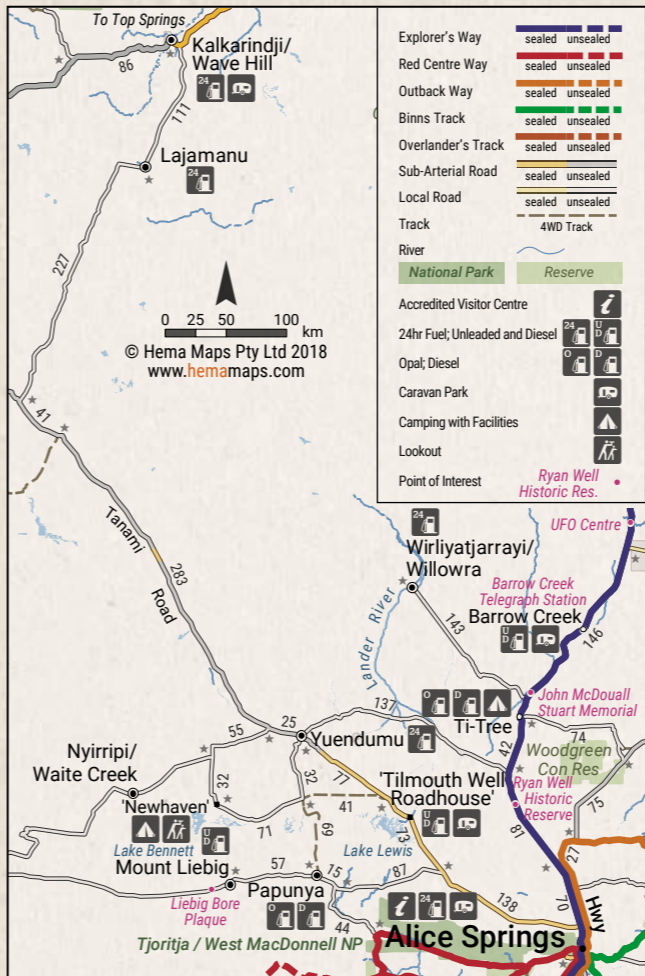 To Top Springs
Kalkarindji/
Wave Hill
24
86
111
Lajamanu
24
227
0 25 50 100
km
© Hema Maps Pty Ltd 2018
www.hemamaps.com
41
Tanami
Road
283
Explorer's Way
sealed unsealed
Red Centre Way
sealed unsealed
Outback Way
sealed unsealed
Binns Track
sealed unsealed
Overlander's Track
sealed unsealed
Sub-Arterial Road
sealed unsealed
Local Road
sealed unsealed
Track
4WD Track
River
National Park Reserve
Accredited Visitor Centre i
24hr Fuel; Unleaded and Diesel 24 U D
Opal; Diesel O D
Caravan Park
Camping with Facilities
Lookout
Point of Interest
Ryan Well
Historic Res.
UFO Centre
24
Wirliyatjarrayi/
Willowra
Lander River
143
Barrow Creek
Telegraph Station
Barrow Creek
U D
146
John McDouall
Stuart Memorial
O D
Ti-Tree
137
42
74
Woodgreen
Con Res
75
Ryan Well
Historic
Reserve
81
55
25
Yuendumu
24
Nyirripi/
Waite Creek
32
32
77
'Newhaven'
U D
71
41
'Tilmouth Well
Roadhouse'
U D
73
Lake Bennett
Mount Liebig
69
Lake Lewis
57
15
87
Papunya
O D
Liebig Bore
Plaque
44
i 24
138
27
70
Hwy
Tjoritja / West MacDonnell NP
Alice Springs